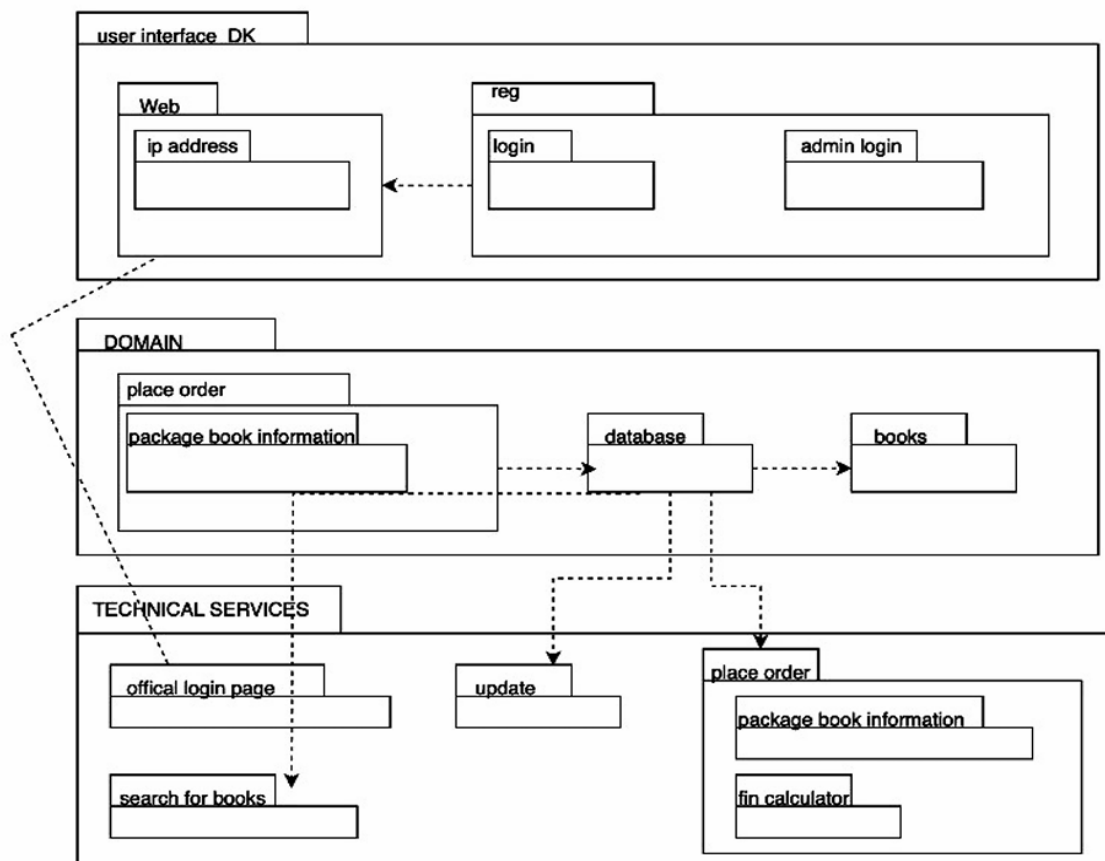 user interface DK
Web
reg
ip address
login
admin login
DOMAIN
place order
package book information
database
books
TECHNICAL SERVICES
offical login page
update
place order
package book information
search for books
fin calculator